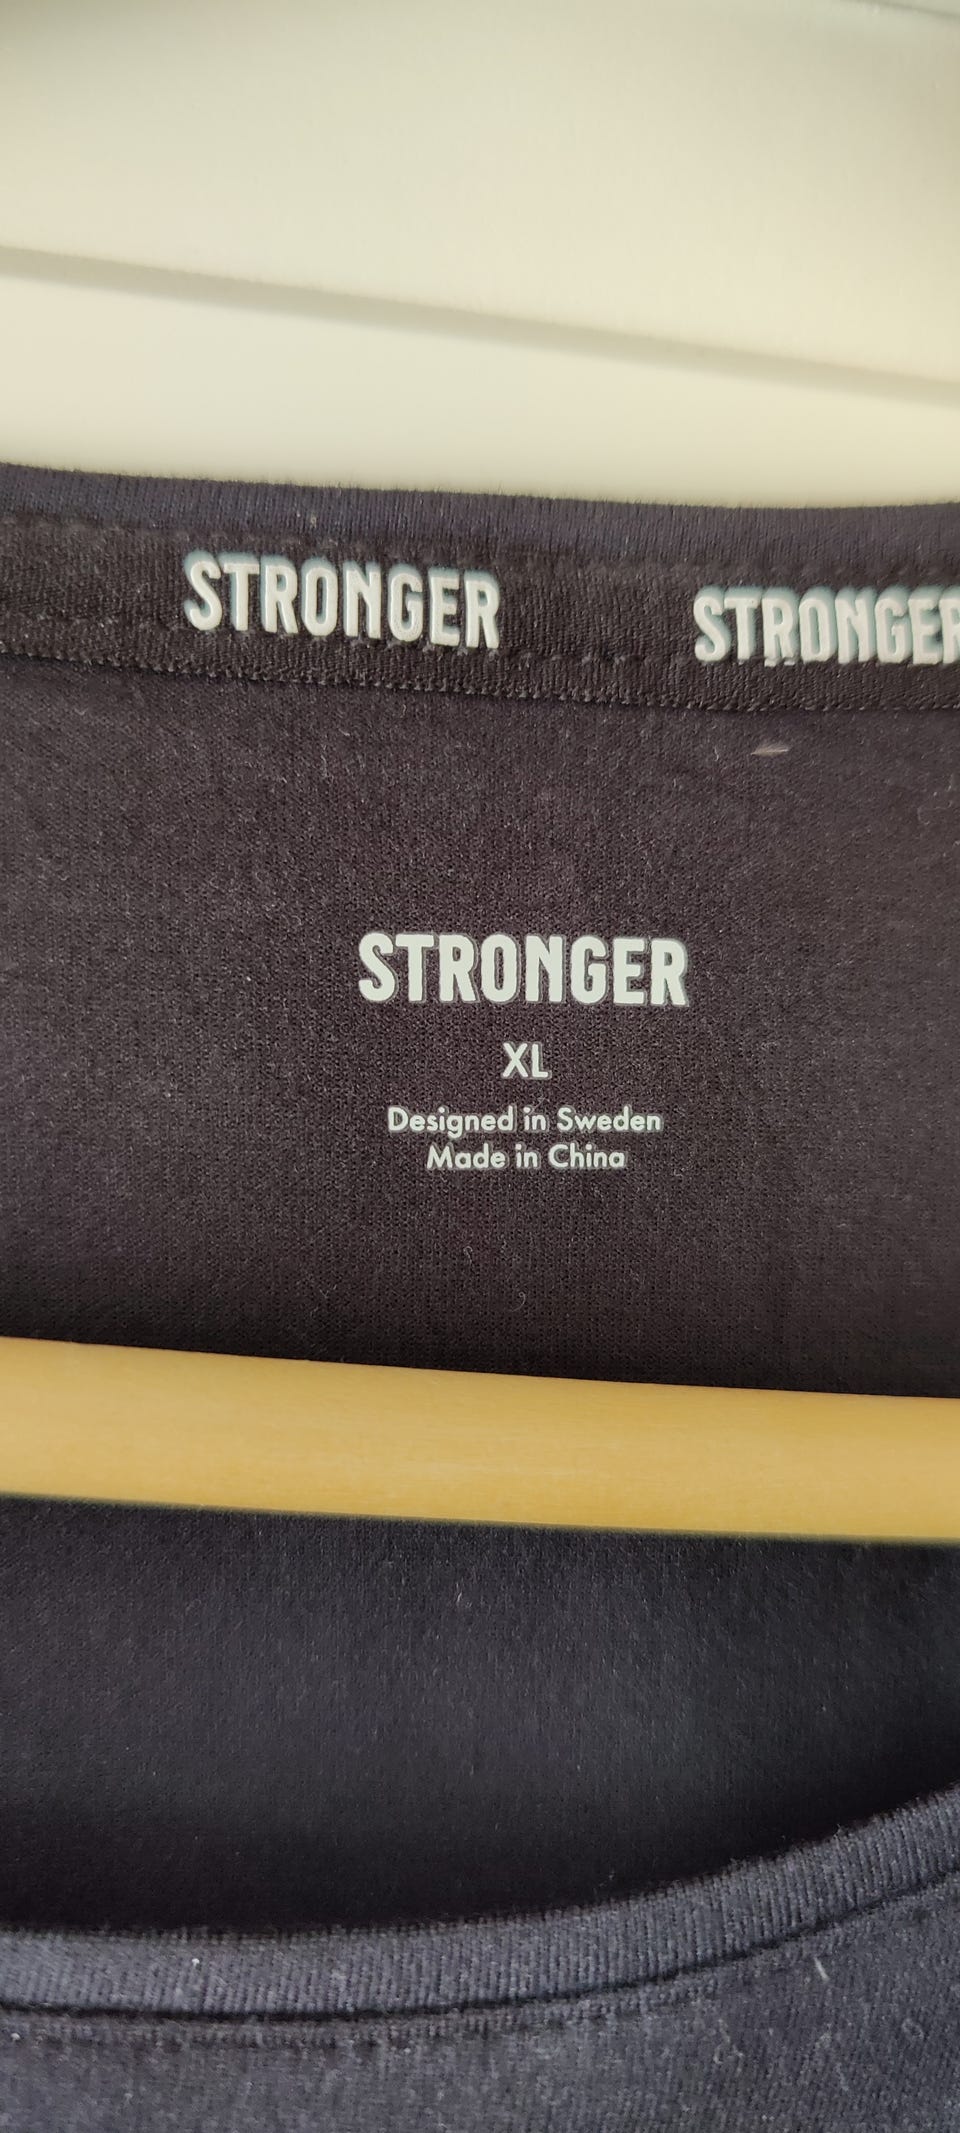 STRONGER STRONGER
STRONGER
XL
Designed in Sweden
Made in China